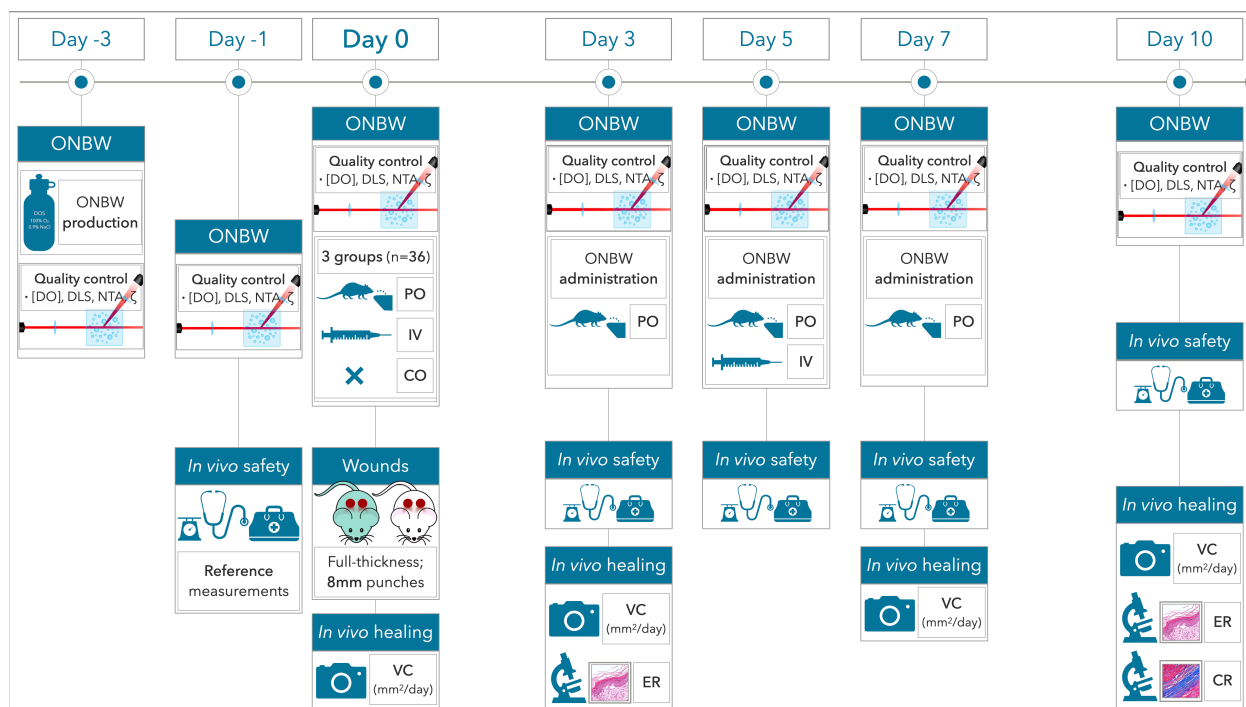 Day -3
ONBW
DOS
100% O₂
0.9% NaCl
ONBW
production
Quality control
· [DO], DLS, NTA, ζ
Day -1
ONBW
Quality control
· [DO], DLS, NTA, ζ
In vivo safety
Reference
measurements
Day 0
ONBW
Quality control
· [DO], DLS, NTA, ζ
3 groups (n=36)
PO
IV
CO
Wounds
Full-thickness;
8mm punches
In vivo healing
VC
(mm²/day)
Day 3
ONBW
Quality control
· [DO], DLS, NTA, ζ
ONBW
administration
PO
In vivo safety
In vivo healing
VC
(mm²/day)
ER
Day 5
ONBW
Quality control
· [DO], DLS, NTA, ζ
ONBW
administration
PO
IV
In vivo safety
Day 7
ONBW
Quality control
· [DO], DLS, NTA, ζ
ONBW
administration
PO
In vivo safety
In vivo healing
VC
(mm²/day)
Day 10
ONBW
Quality control
· [DO], DLS, NTA, ζ
In vivo safety
In vivo healing
VC
(mm²/day)
ER
CR